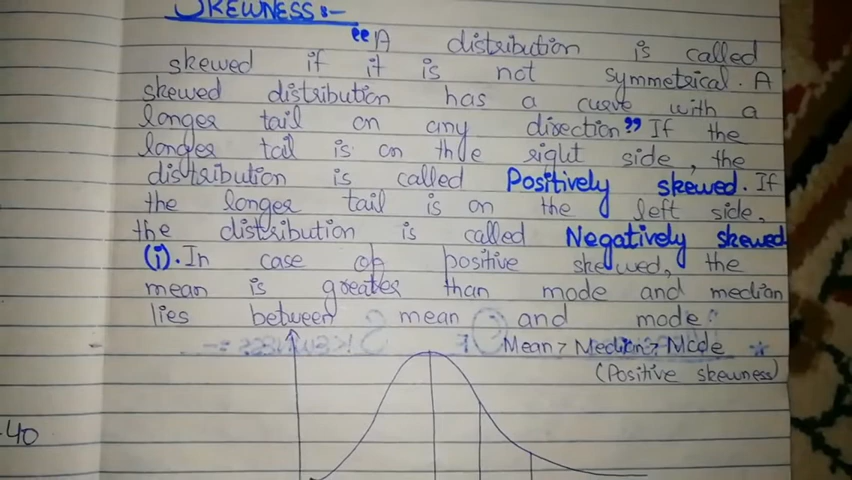 SKEWNESS:-
"A distribution is called
skewed if it is not symmetrical. A
skewed distribution has a curve with a
longer tail on any direction" If the
longer tail is on the right side, the
distribution is called Positively skewed. If
the longer tail is on the left side,
the distribution is called Negatively skewed
(i). In case of positive skewed, the
mean is greater than mode and median
lies between mean and mode.
Mean > Median > Mode
(Positive skewness)
-40